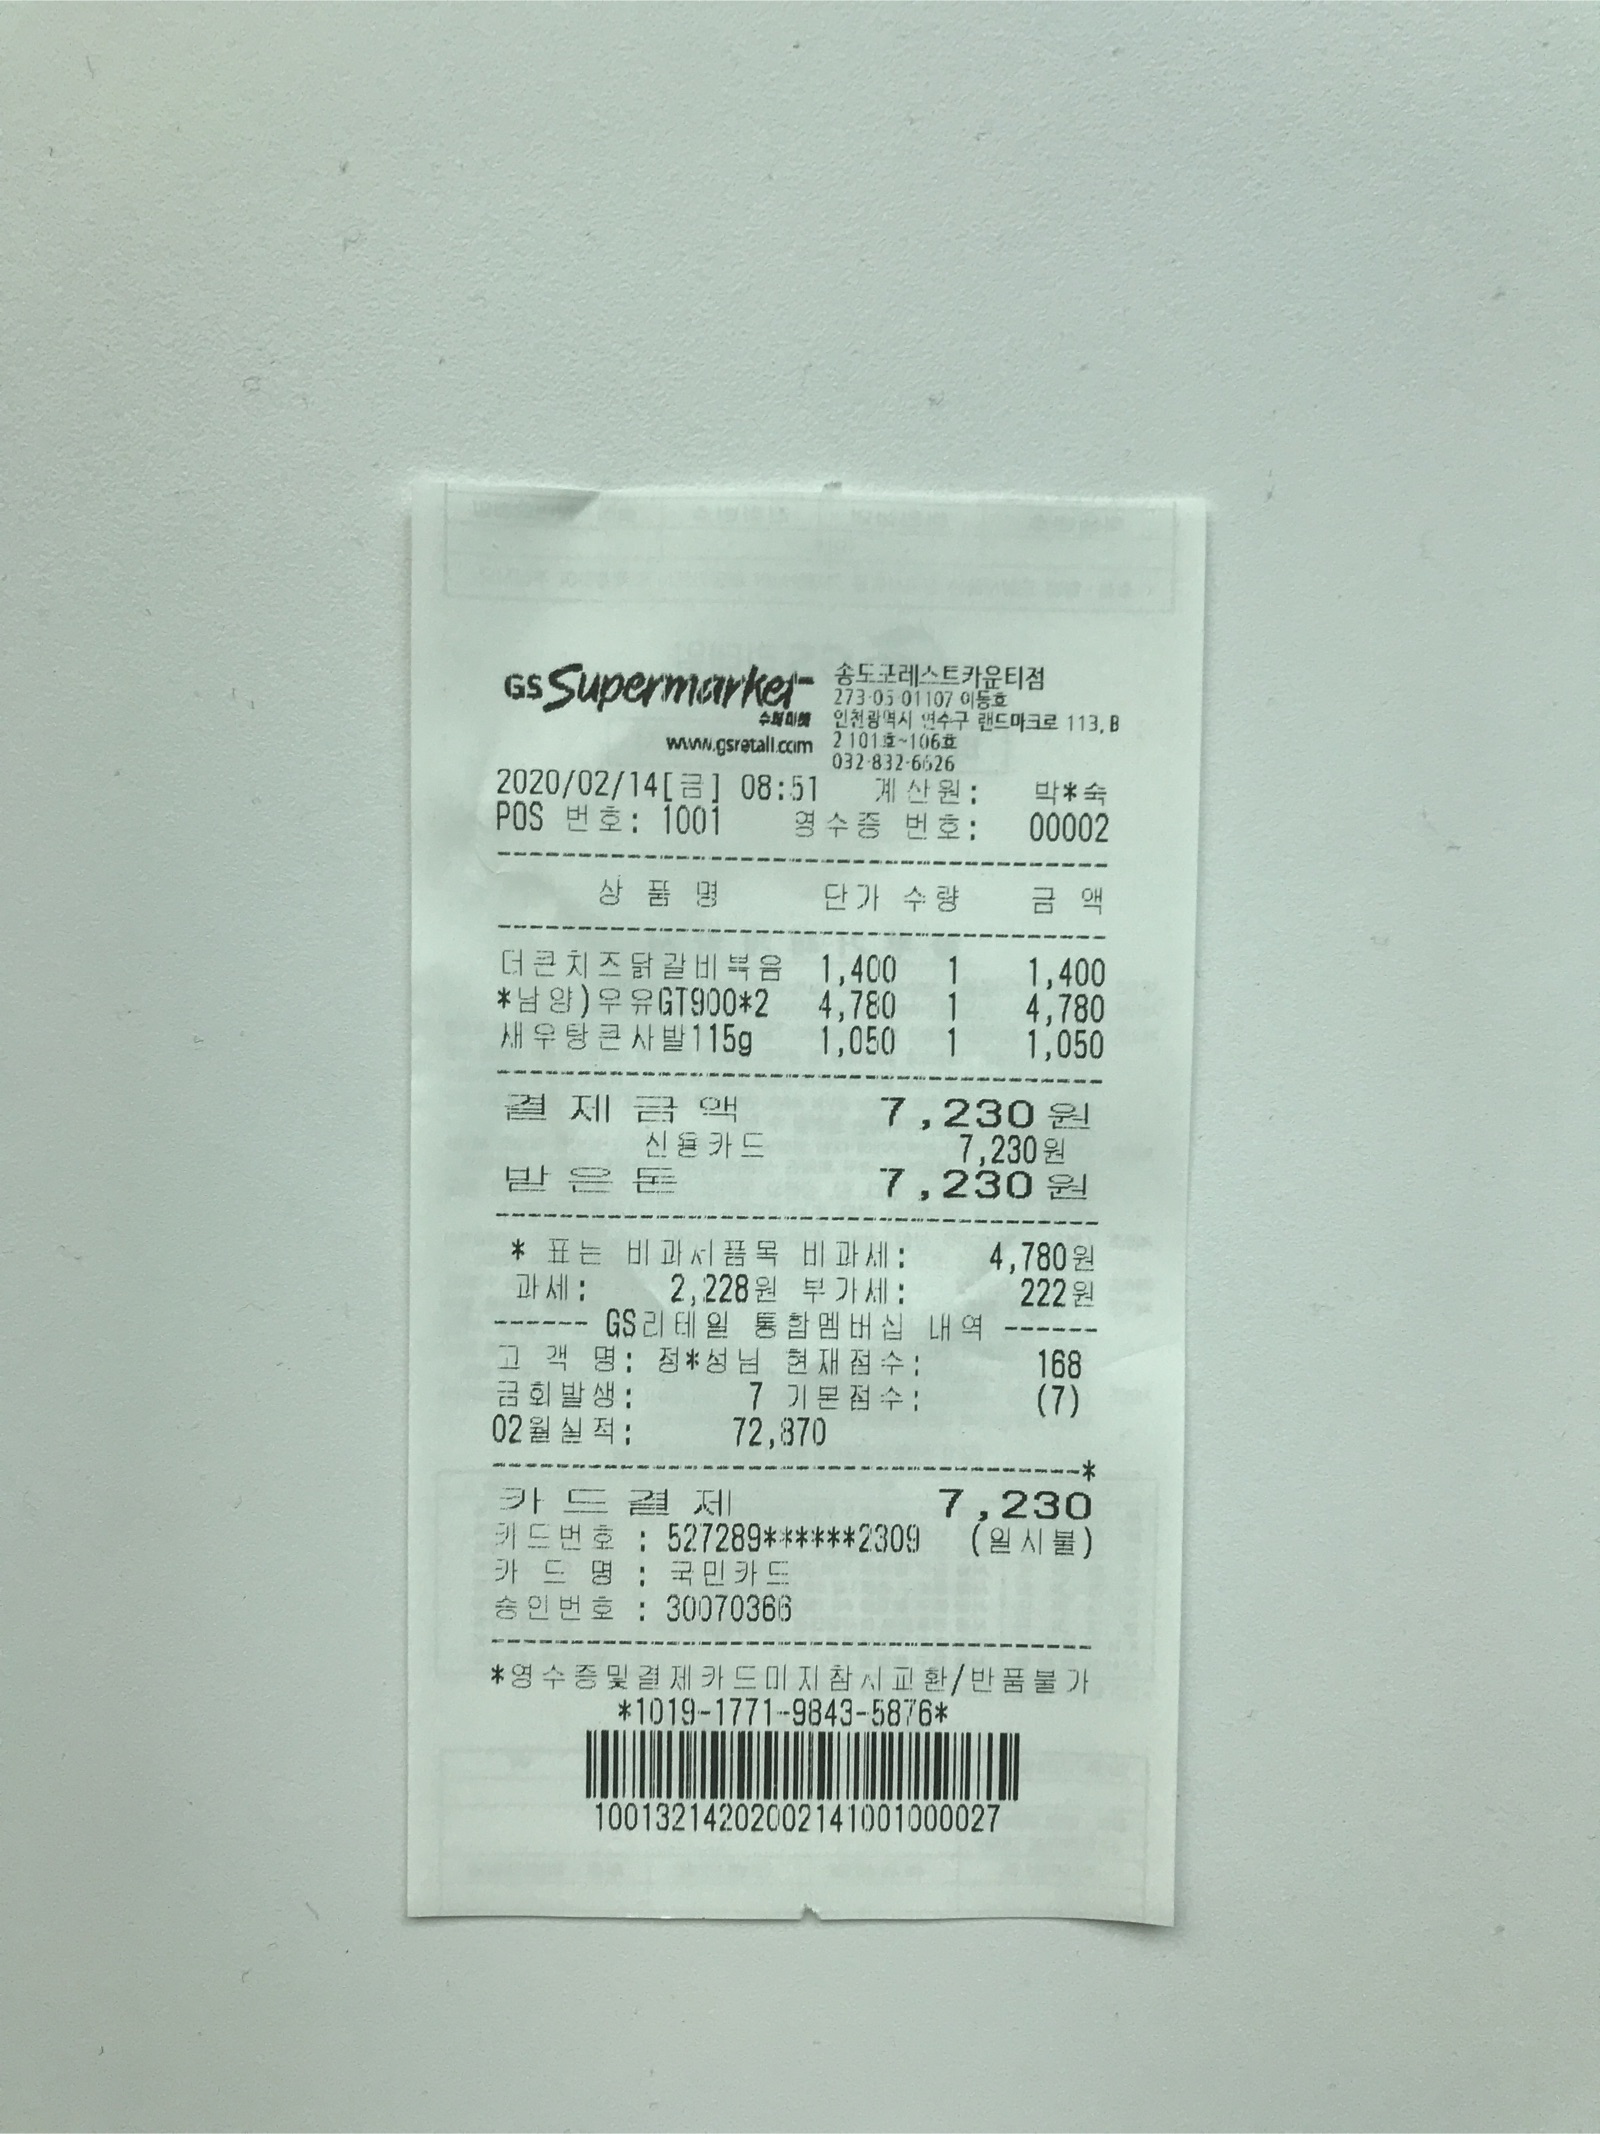 GS Supermarket
수퍼마켓
www.gsretail.com
송도포레스트카운티점
273-05-01107 이동호
인천광역시 연수구 랜드마크로 113, B
2 101호~106호
032-832-6626
2020/02/14[금] 08:51 계산원: 박*숙
POS 번호: 1001 영수증 번호: 00002
상 품 명 단가 수량 금 액
더큰치즈닭갈비볶음 1,400 1 1,400
*남양)우유GT900*2 4,780 1 4,780
새우탕큰사발115g 1,050 1 1,050
결제금액 7,230원
신용카드 7,230원
받은돈 7,230원
* 표는 비과세품목 비과세: 4,780원
과세: 2,228원 부가세: 222원
------ GS리테일 통합멤버십 내역 ------
고 객 명: 정*성님 현재점수: 168
금회발생: 7 기본점수: (7)
02월실적: 72,870
*
카드결제 7,230
카드번호 : 527289******2309 (일시불)
카 드 명 : 국민카드
승인번호 : 30070366
*영수증및결제카드미지참시교환/반품불가
*1019-1771-9843-5876*
10013214202002141001000027